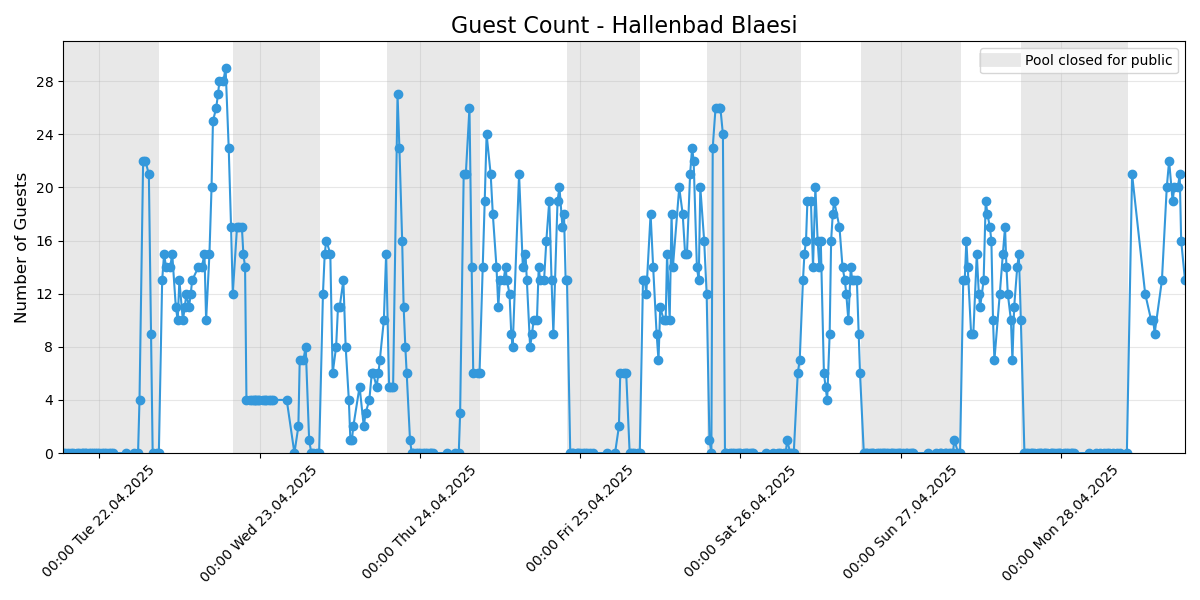 Guest Count - Hallenbad Blaesi
Pool closed for public
Number of Guests
28
24
20
16
12
8
4
0
00:00 Tue 22.04.2025
00:00 Wed 23.04.2025
00:00 Thu 24.04.2025
00:00 Fri 25.04.2025
00:00 Sat 26.04.2025
00:00 Sun 27.04.2025
00:00 Mon 28.04.2025